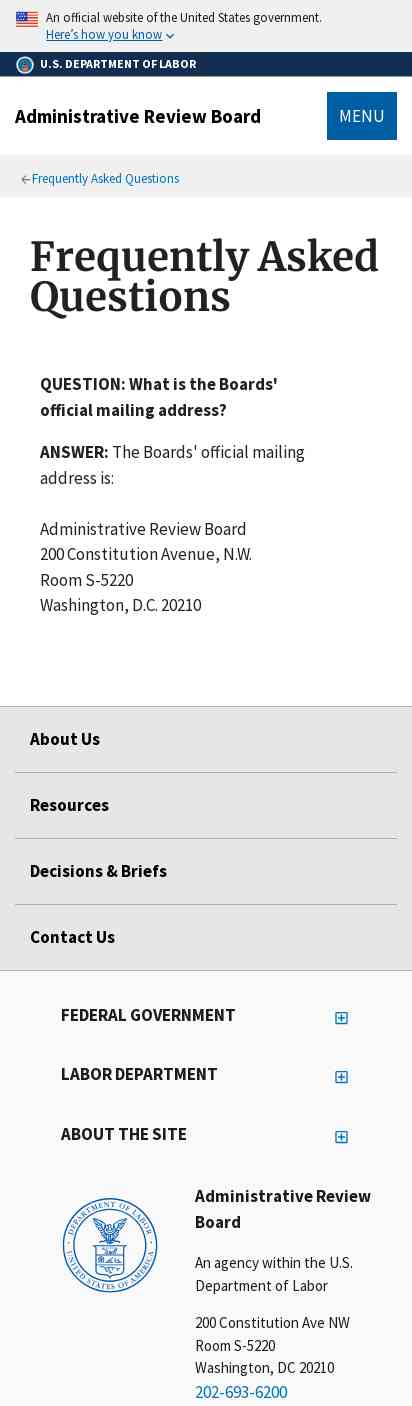 An official website of the United States government.
Here's how you know
U.S. DEPARTMENT OF LABOR
Administrative Review Board
MENU
Frequently Asked Questions
Frequently Asked
Questions
QUESTION: What is the Boards'
official mailing address?
ANSWER: The Boards' official mailing
address is:
Administrative Review Board
200 Constitution Avenue, N.W.
Room S-5220
Washington, D.C. 20210
About Us
Resources
Decisions & Briefs
Contact Us
FEDERAL GOVERNMENT
LABOR DEPARTMENT
ABOUT THE SITE
DEPARTMENT OF LABOR
UNITED STATES OF AMERICA
Administrative Review
Board
An agency within the U.S.
Department of Labor
200 Constitution Ave NW
Room S-5220
Washington, DC 20210
202-693-6200